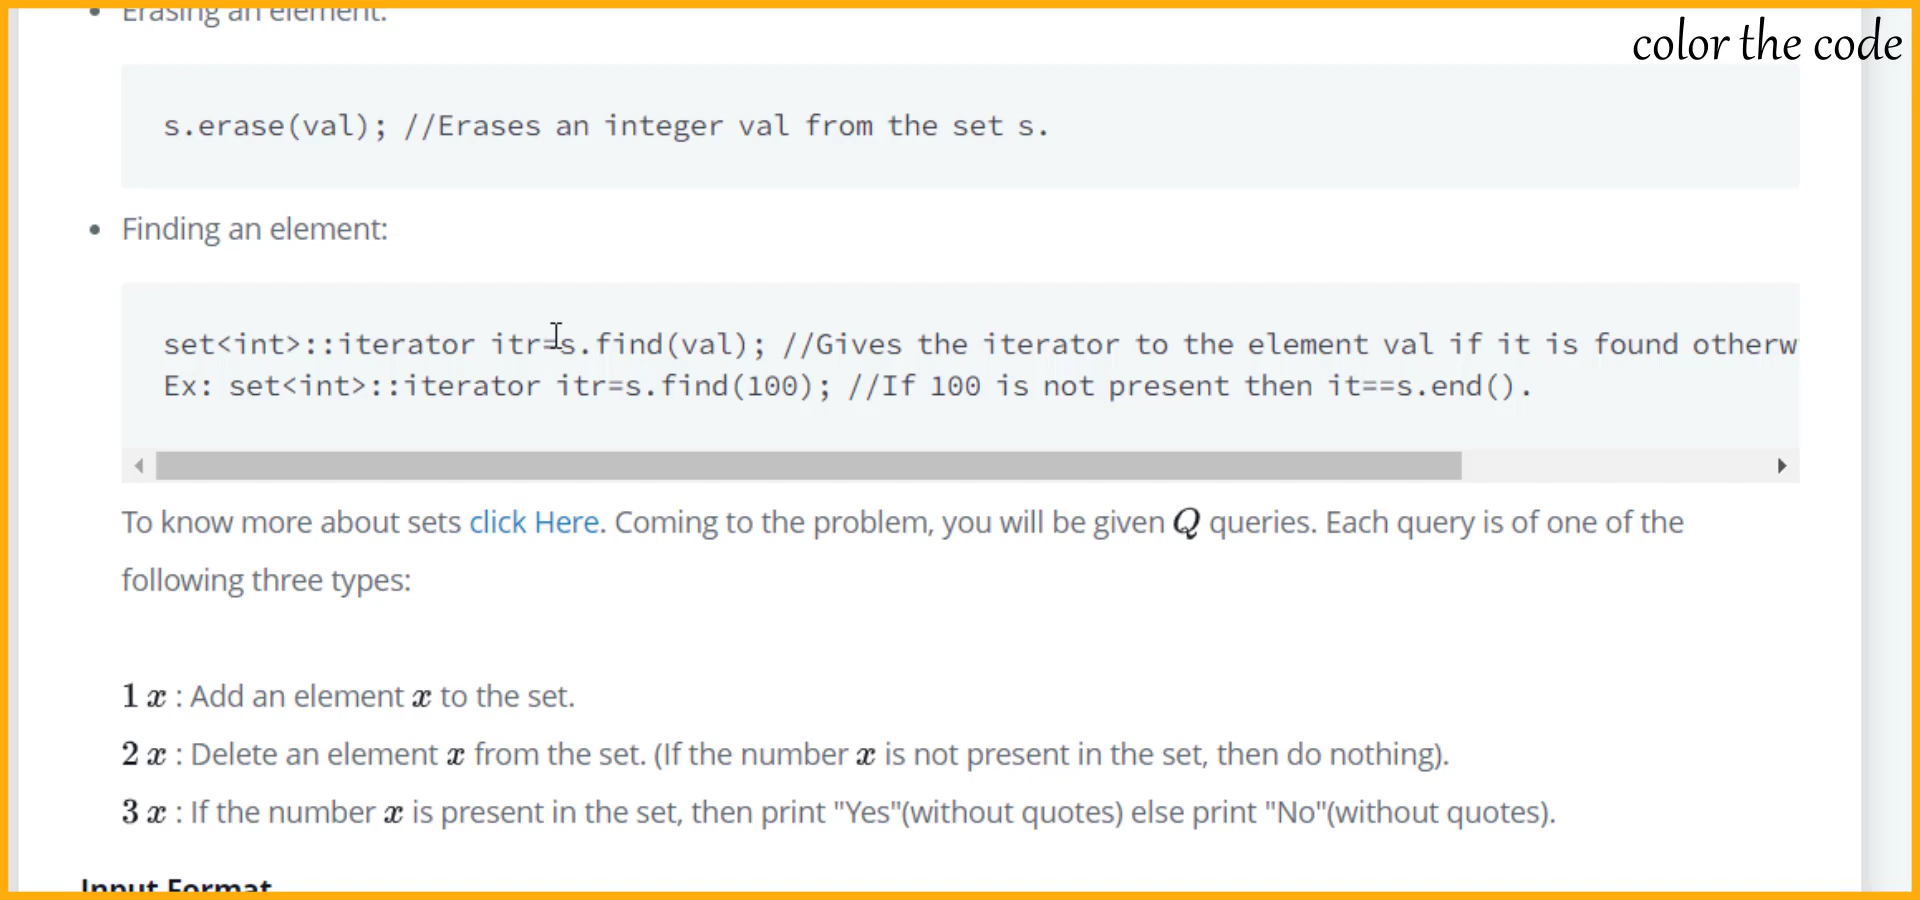 Erasing an element:
color the code
s.erase(val); //Erases an integer val from the set s.
Finding an element:
set<int>::iterator itr=s.find(val); //Gives the iterator to the element val if it is found otherw
Ex: set<int>::iterator itr=s.find(100); //If 100 is not present then it==s.end().
To know more about sets click Here. Coming to the problem, you will be given Q queries. Each query is of one of the
following three types:
1 x : Add an element x to the set.
2 x : Delete an element x from the set. (If the number x is not present in the set, then do nothing).
3 x : If the number x is present in the set, then print "Yes"(without quotes) else print "No"(without quotes).
Input Format